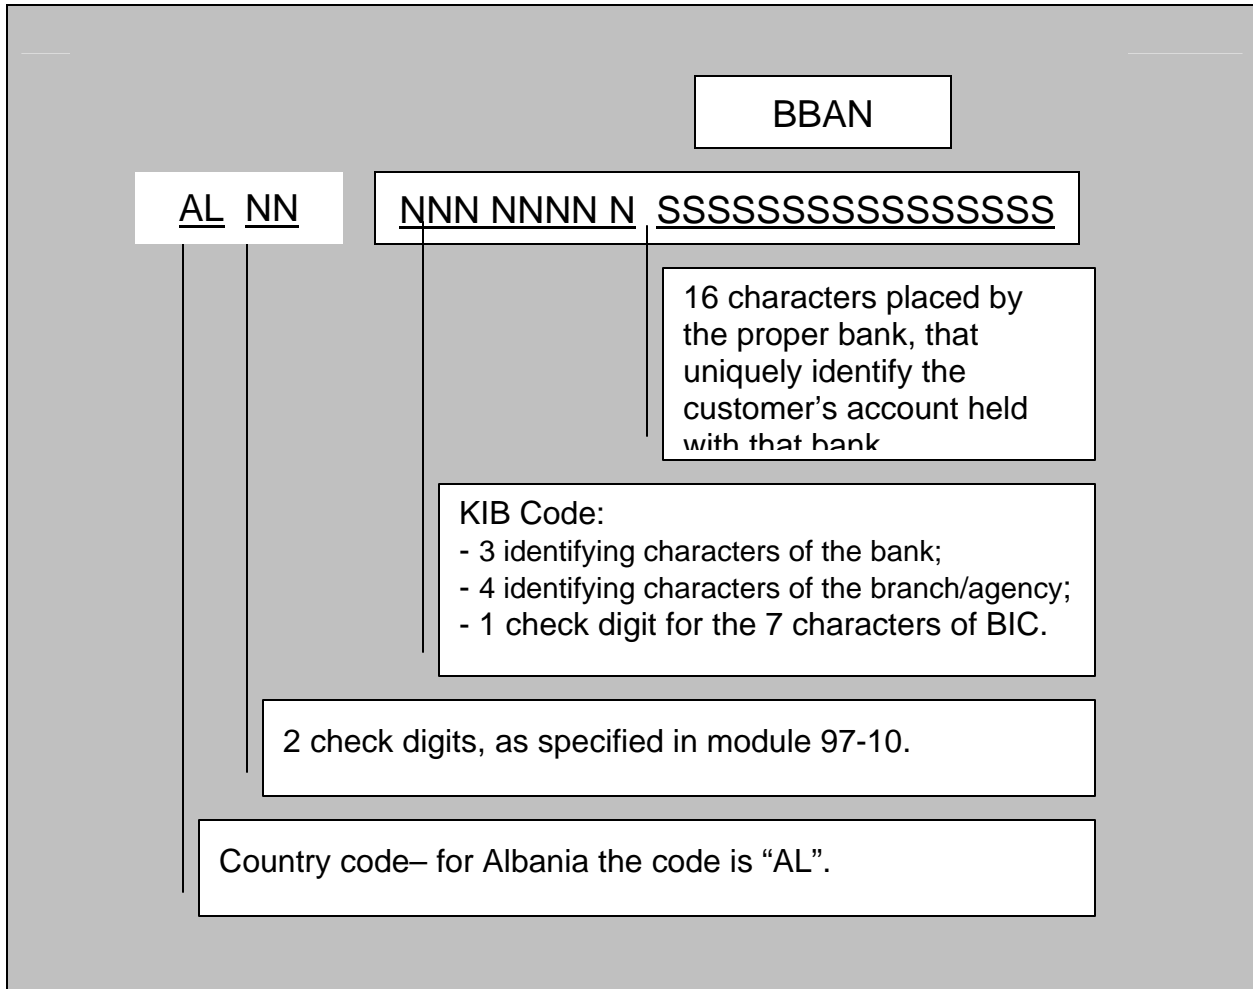 BBAN
AL NN NNN NNNN N SSSSSSSSSSSSSSSS
16 characters placed by
the proper bank, that
uniquely identify the
customer’s account held
with that bank
KIB Code:
- 3 identifying characters of the bank;
- 4 identifying characters of the branch/agency;
- 1 check digit for the 7 characters of BIC.
2 check digits, as specified in module 97-10.
Country code– for Albania the code is “AL”.